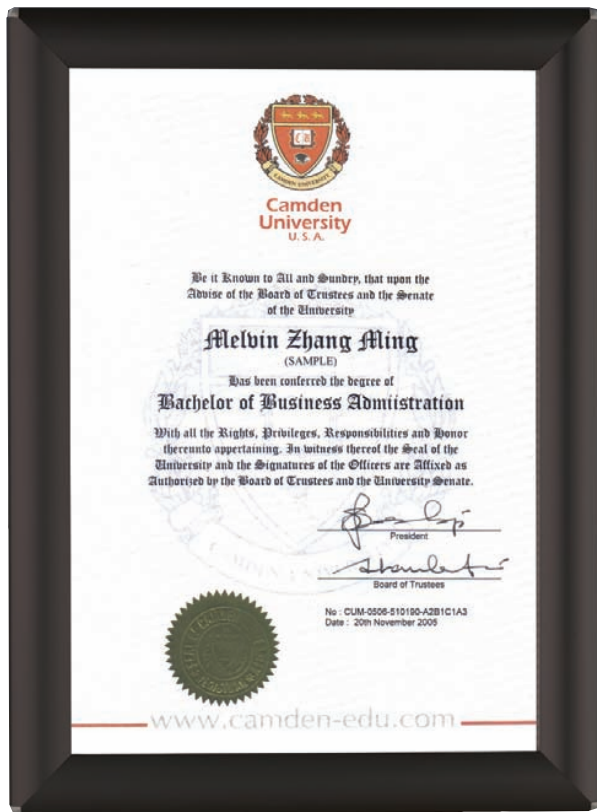 CAMDEN UNIVERSITY
Camden
University
U. S. A.
Be it Known to All and Sundry, that upon the
Advise of the Board of Trustees and the Senate
of the University
Melvin Zhang Ming
(SAMPLE)
Has been conferred the degree of
Bachelor of Business Admiistration
With all the Rights, Privileges, Responsibilities and Honor
thereunto appertaining. In witness thereof the Seal of the
University and the Signatures of the Officers are Affixed as
Authorized by the Board of Trustees and the University Senate.
President
Board of Trustees
No : CUM-0506-510190-A2B1C1A3
Date : 20th November 2005
www.camden-edu.com